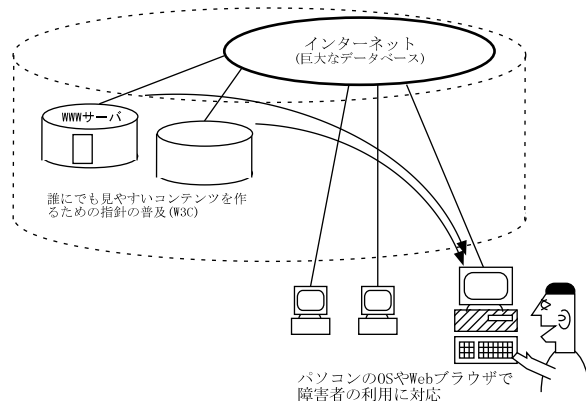 インターネット
(巨大なデータベース)
WWWサーバ
誰にでも見やすいコンテンツを作
るための指針の普及(W3C)
パソコンのOSやWebブラウザで
障害者の利用に対応